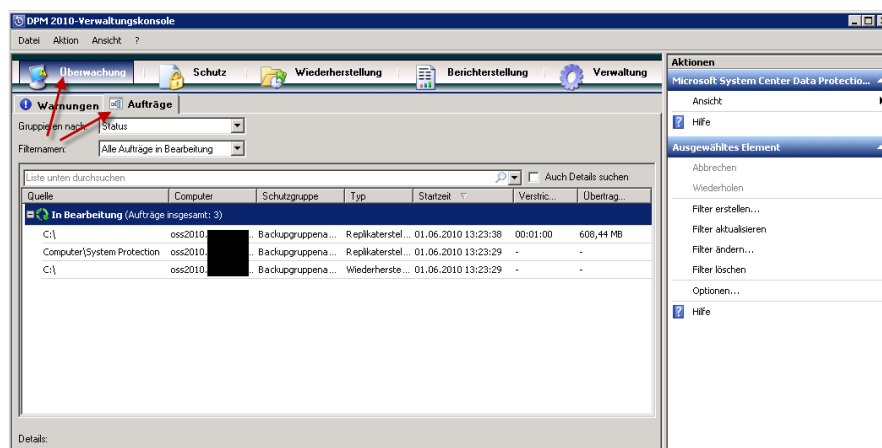 DPM 2010-Verwaltungskonsole
Datei Aktion Ansicht ?
Überwachung Schutz Wiederherstellung Berichterstellung Verwaltung
Warnungen Aufträge
Gruppieren nach: Status
Filternamen: Alle Aufträge in Bearbeitung
Liste unten durchsuchen Auch Details suchen
Quelle Computer Schutzgruppe Typ Startzeit Verstric... Übertrag...
In Bearbeitung (Aufträge insgesamt: 3)
C:\ oss2010. ... Backupgruppena... Replikaterstel... 01.06.2010 13:23:38 00:01:00 608,44 MB
Computer\System Protection oss2010. ... Backupgruppena... Replikaterstel... 01.06.2010 13:23:29 - -
C:\ oss2010. ... Backupgruppena... Wiederherste... 01.06.2010 13:23:29 - -
Details:
Aktionen
Microsoft System Center Data Protectio...
Ansicht
Hilfe
Ausgewähltes Element
Abbrechen
Wiederholen
Filter erstellen...
Filter aktualisieren
Filter ändern...
Filter löschen
Optionen...
Hilfe